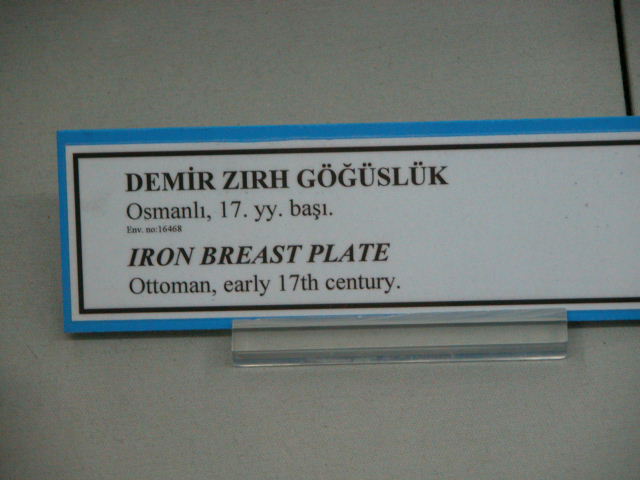 DEMİR ZIRH GÖĞÜSLÜK
Osmanlı, 17. yy. başı.
Env. no:16468
IRON BREAST PLATE
Ottoman, early 17th century.